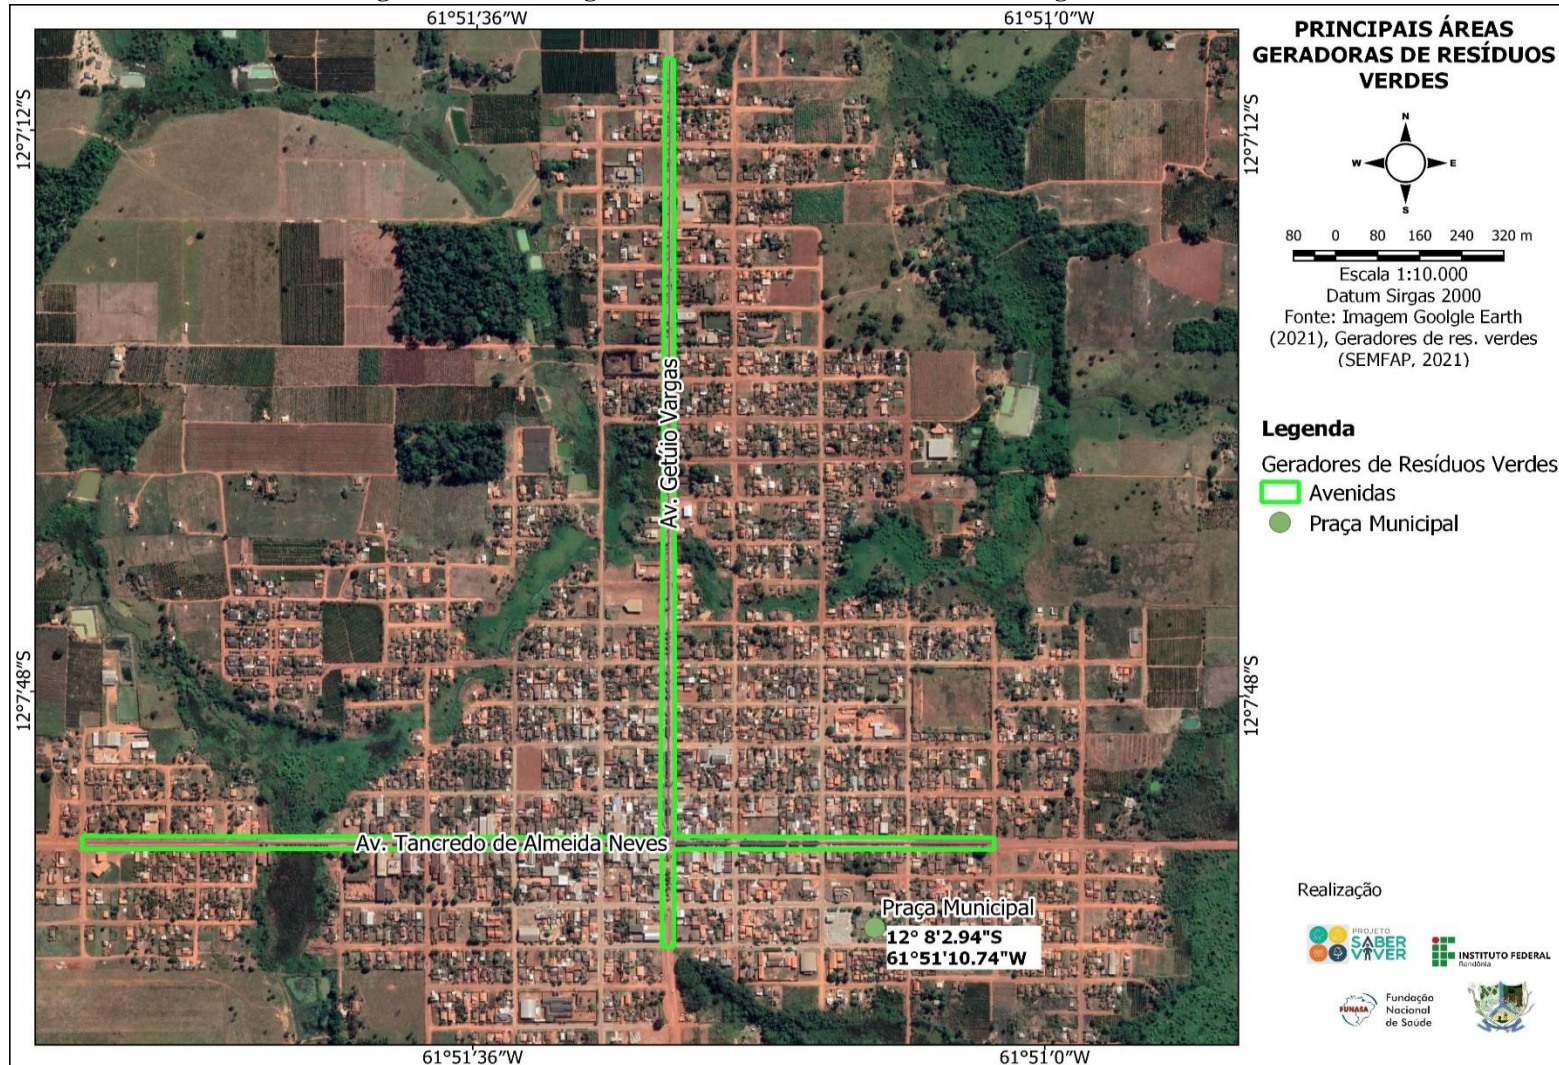 61°51'36"W
61°51'0"W
12°7'12"S
12°7'12"S
12°7'48"S
12°7'48"S
Av. Getúio Vargas
Av. Tancredo de Almeida Neves
Praça Municipal
12° 8'2.94"S
61°51'10.74"W
61°51'36"W
61°51'0"W
PRINCIPAIS ÁREAS
GERADORAS DE RESÍDUOS
VERDES
N
W
E
S
80 0 80 160 240 320 m
Escala 1:10.000
Datum Sirgas 2000
Fonte: Imagem Goolgle Earth
(2021), Geradores de res. verdes
(SEMFAP, 2021)
Legenda
Geradores de Resíduos Verdes
Avenidas
Praça Municipal
Realização
PROJETO
SABER
VIVER
INSTITUTO FEDERAL
Rondônia
FUNASA
Fundação
Nacional
de Saúde